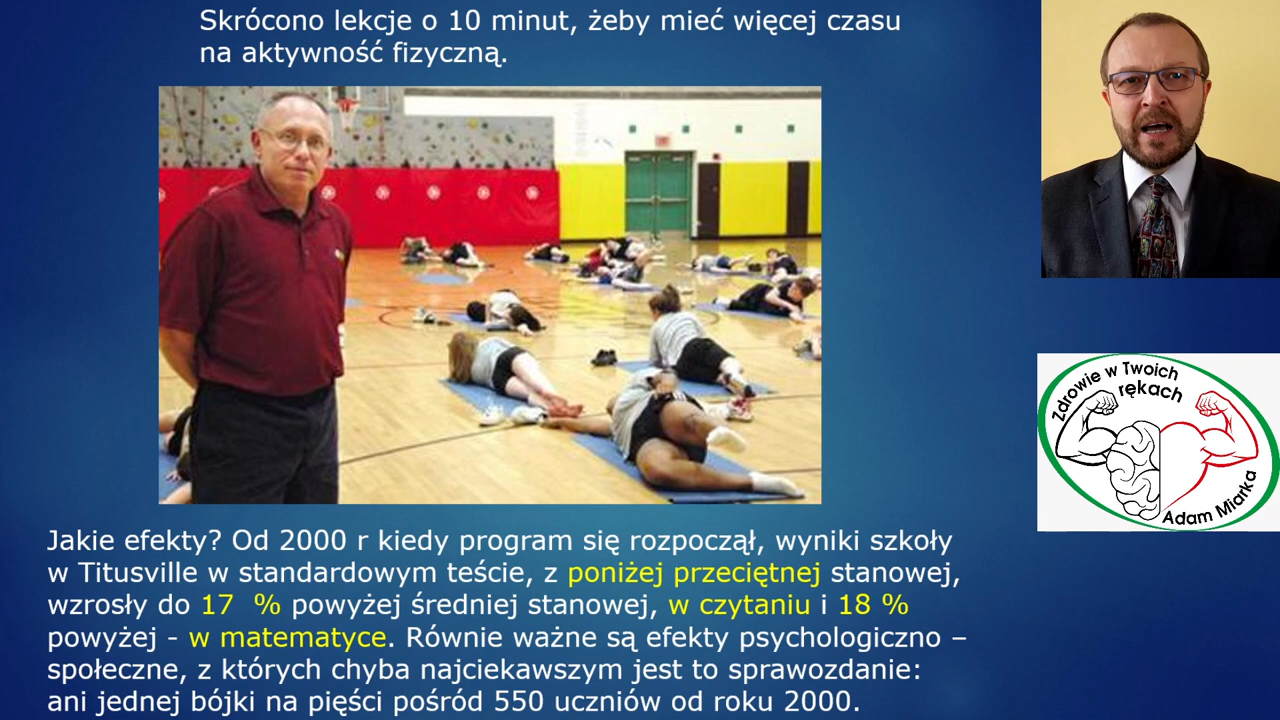 Skrócono lekcje o 10 minut, żeby mieć więcej czasu
na aktywność fizyczną.
Zdrowie w Twoich
rękach
Adam Miarka
Jakie efekty? Od 2000 r kiedy program się rozpoczął, wyniki szkoły
w Titusville w standardowym teście, z poniżej przeciętnej stanowej,
wzrosły do 17 % powyżej średniej stanowej, w czytaniu i 18 %
powyżej - w matematyce. Równie ważne są efekty psychologiczno –
społeczne, z których chyba najciekawszym jest to sprawozdanie:
ani jednej bójki na pięści pośród 550 uczniów od roku 2000.